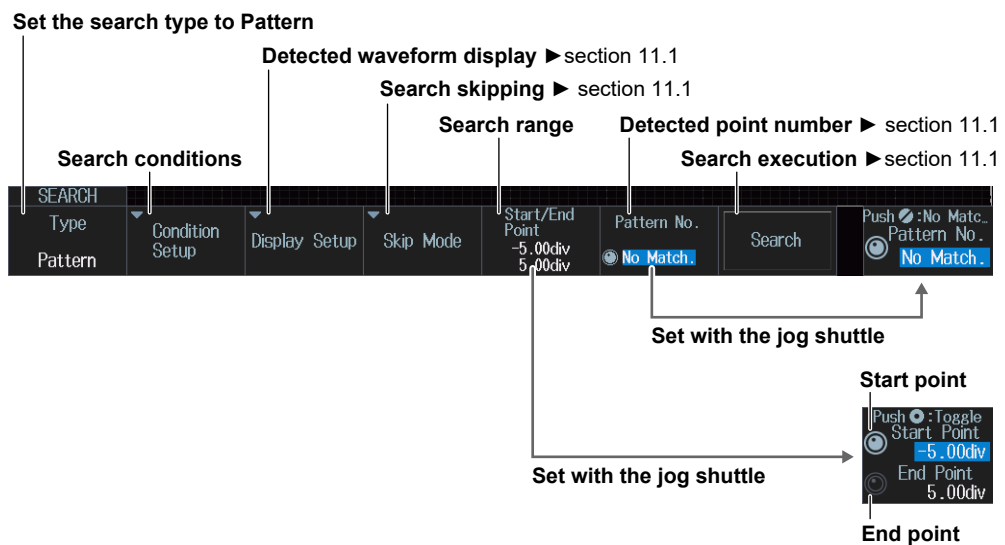 Set the search type to Pattern
Detected waveform display ►section 11.1
Search skipping ► section 11.1
Search range
Detected point number ► section 11.1
Search conditions
Search execution ►section 11.1
SEARCH
Type
Pattern
Condition
Setup
Display Setup
Skip Mode
Start/End
Point
-5.00div
5.00div
Pattern No.
No Match.
Search
Push :No Matc…
Pattern No.
No Match.
Set with the jog shuttle
Start point
Push :Toggle
Start Point
-5.00div
End Point
5.00div
Set with the jog shuttle
End point